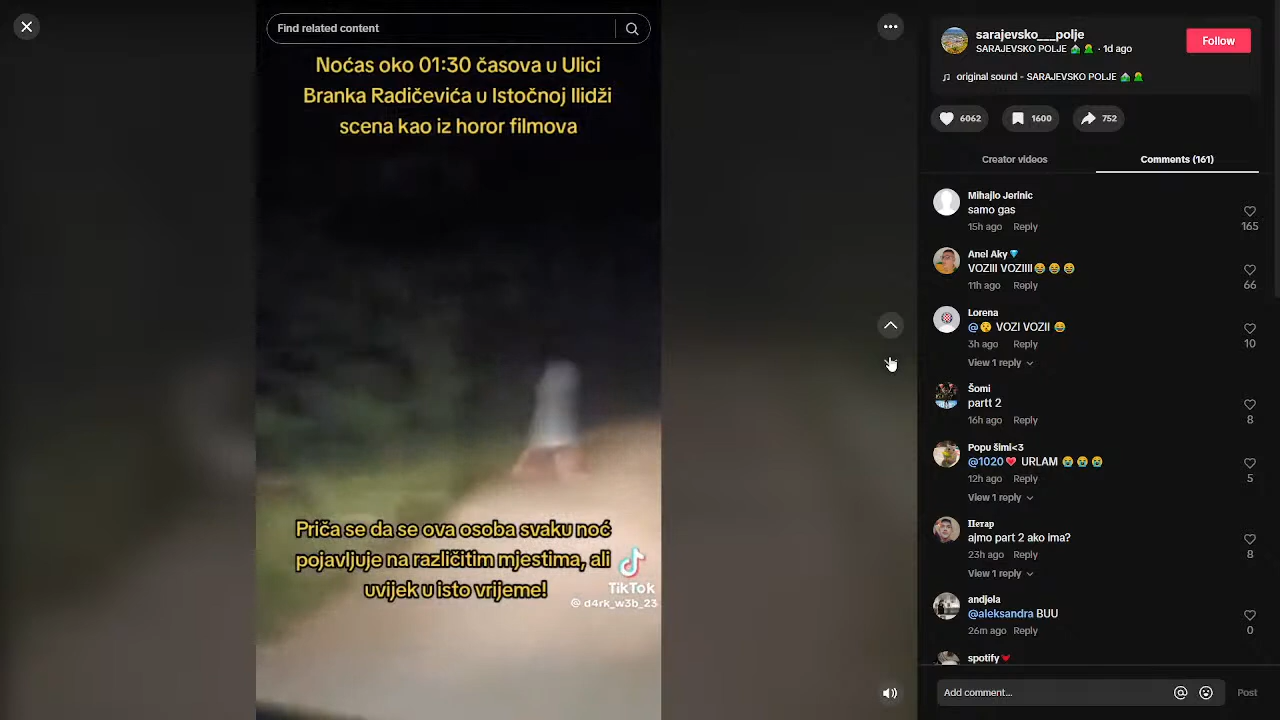 Find related content
Noćas oko 01:30 časova u Ulici
Branka Radičevića u Istočnoj Ilidži
scena kao iz horor filmova
Priča se da se ova osoba svaku noć
pojavljuje na različitim mjestima, ali
uvijek u isto vrijeme!
TikTok
@ d4rk_w3b_23
sarajevsko___polje
SARAJEVSKO POLJE · 1d ago
Follow
original sound - SARAJEVSKO POLJE
6062
1600
752
Creator videos
Comments (161)
Mihajlo Jerinic
samo gas
15h ago Reply
165
Anel Aky
VOZIII VOZIIII😂 😂 😂
11h ago Reply
66
Lorena
@😯 VOZI VOZII 😂
3h ago Reply
10
View 1 reply
Šomi
partt 2
16h ago Reply
8
Popu šimi<3
@1020❤ URLAM 😭 😭 😭
12h ago Reply
5
View 1 reply
Петар
ajmo part 2 ako ima?
23h ago Reply
8
View 1 reply
andjela
@aleksandra BUU
26m ago Reply
0
spotify
Add comment...
Post